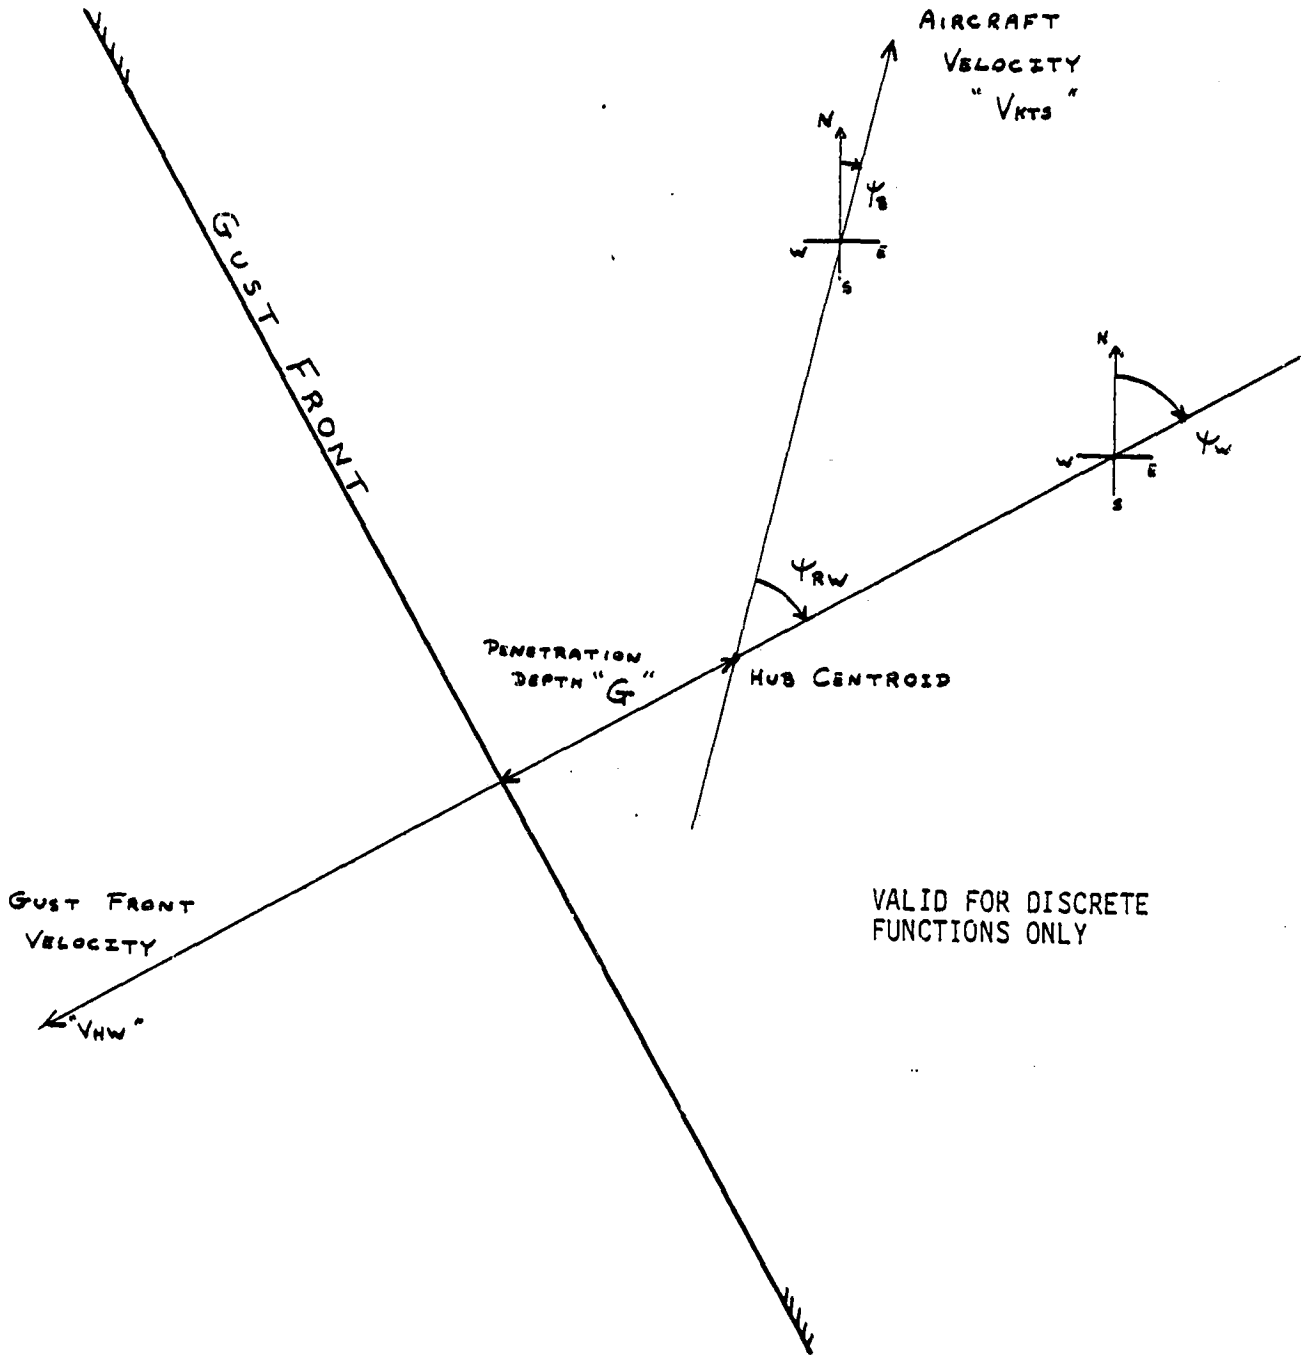 AIRCRAFT
VELOCITY
"VKTS"
N
ΨB
W E
S
GUST FRONT
N
ΨW
W E
S
ΨRW
PENETRATION
DEPTH "G"
HUB CENTROID
GUST FRONT
VELOCITY
"VHW"
VALID FOR DISCRETE
FUNCTIONS ONLY